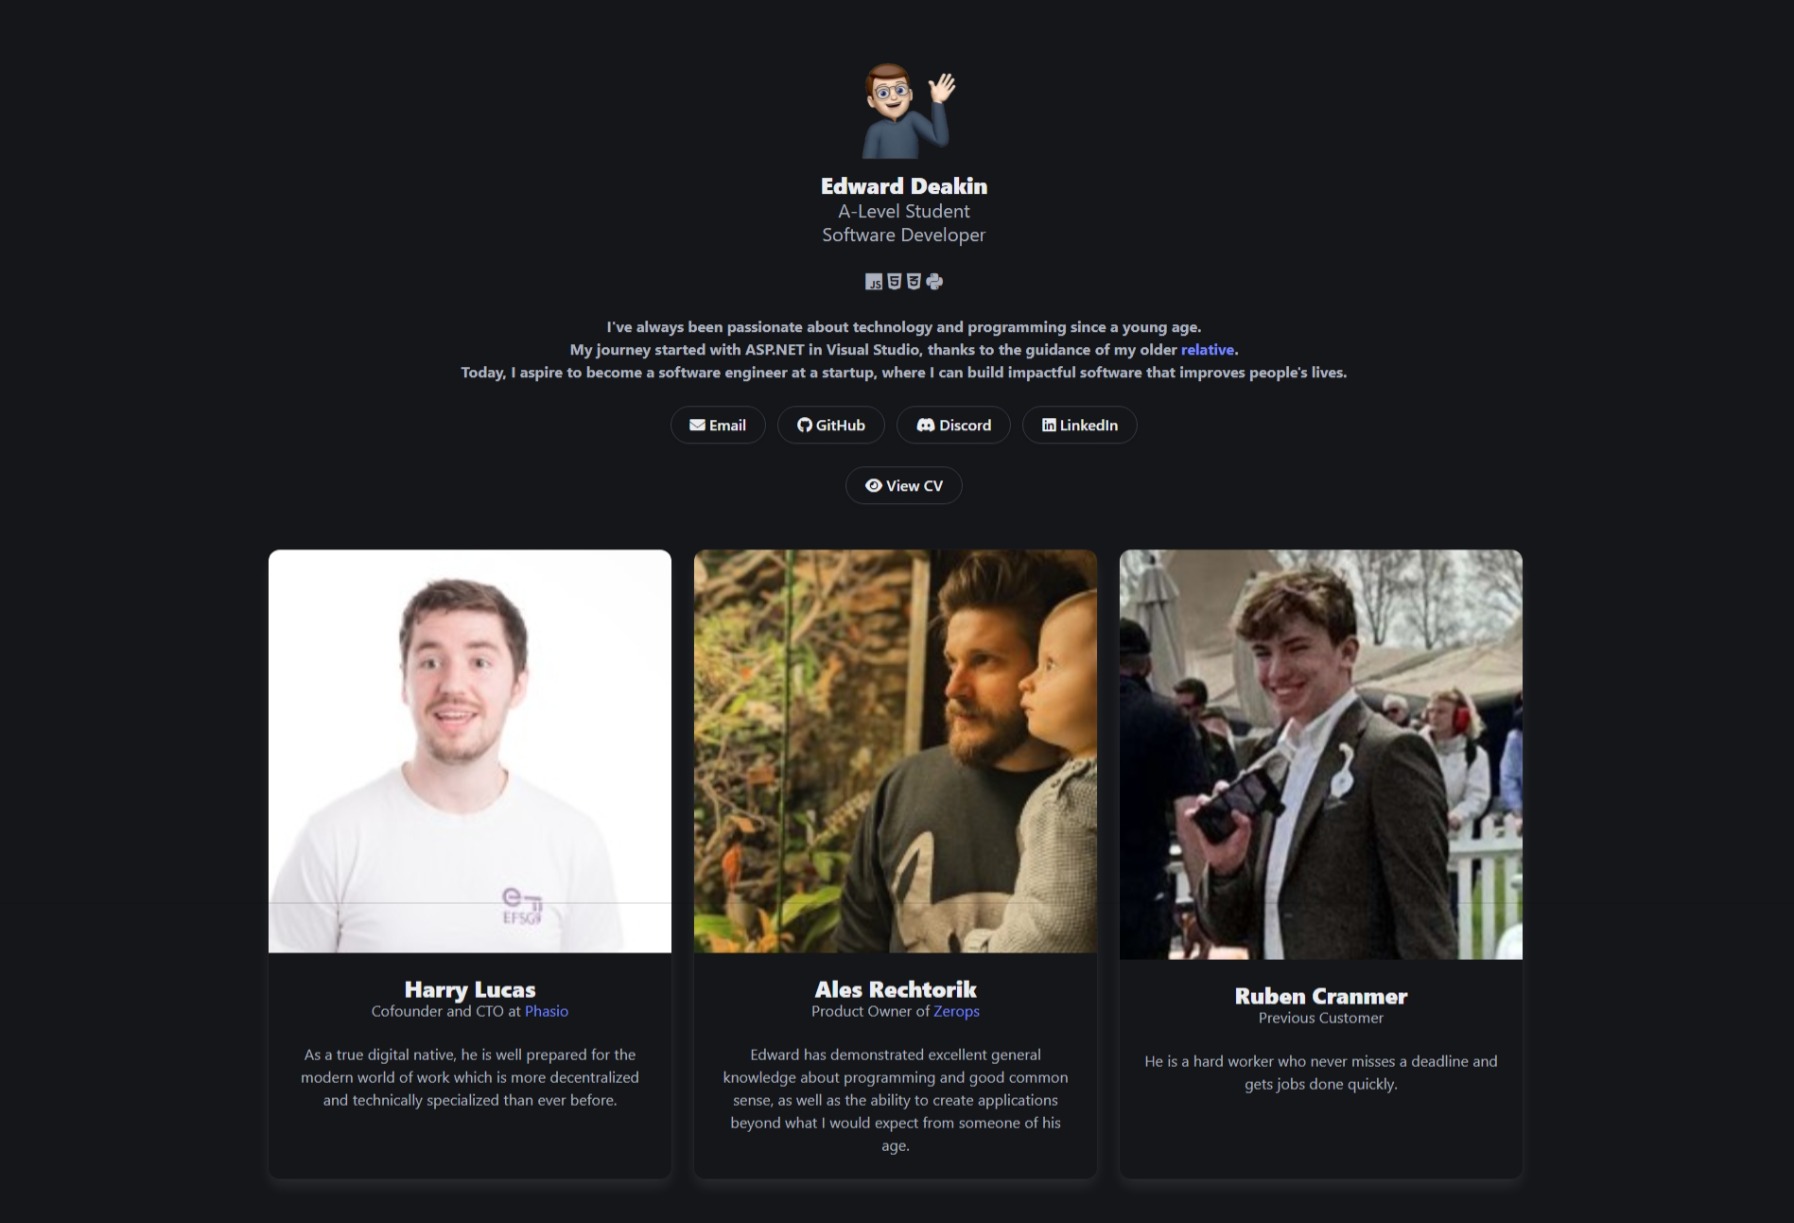 Edward Deakin
A-Level Student
Software Developer
JS
I've always been passionate about technology and programming since a young age.
My journey started with ASP.NET in Visual Studio, thanks to the guidance of my older relative.
Today, I aspire to become a software engineer at a startup, where I can build impactful software that improves people's lives.
Email GitHub Discord LinkedIn
View CV
EFSG
Harry Lucas
Cofounder and CTO at Phasio
As a true digital native, he is well prepared for the
modern world of work which is more decentralized
and technically specialized than ever before.
Ales Rechtorik
Product Owner of Zerops
Edward has demonstrated excellent general
knowledge about programming and good common
sense, as well as the ability to create applications
beyond what I would expect from someone of his
age.
Ruben Cranmer
Previous Customer
He is a hard worker who never misses a deadline and
gets jobs done quickly.